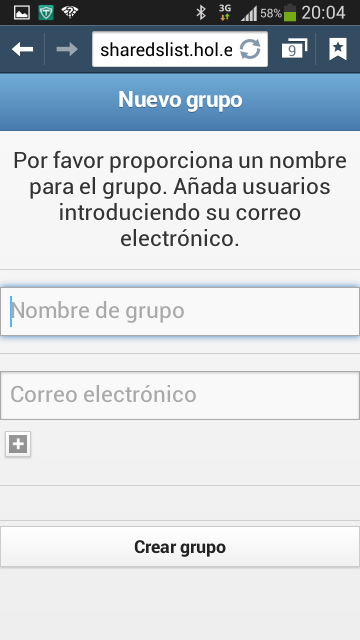 3G 58% 20:04
sharedslist.hol.e 9
Nuevo grupo
Por favor proporciona un nombre
para el grupo. Añada usuarios
introduciendo su correo
electrónico.
Nombre de grupo
Correo electrónico
Crear grupo